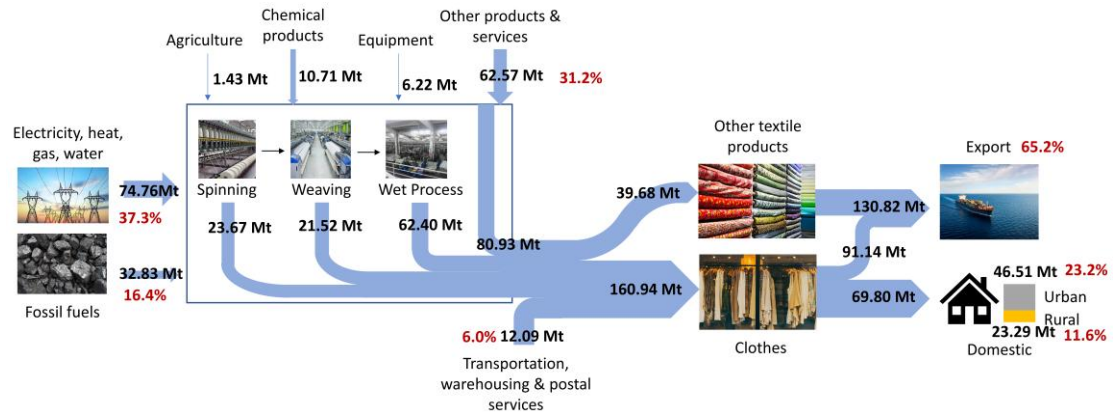 Agriculture
1.43 Mt
Chemical
products
10.71 Mt
Equipment
6.22 Mt
Other products &
services
62.57 Mt 31.2%
Electricity, heat,
gas, water
74.76Mt
37.3%
32.83 Mt
16.4%
Fossil fuels
Spinning
Weaving
Wet Process
23.67 Mt
21.52 Mt
62.40 Mt
80.93 Mt
6.0% 12.09 Mt
Transportation,
warehousing & postal
services
39.68 Mt
160.94 Mt
Other textile
products
Clothes
130.82 Mt
91.14 Mt
69.80 Mt
Export 65.2%
46.51 Mt 23.2%
Urban
Rural
23.29 Mt 11.6%
Domestic